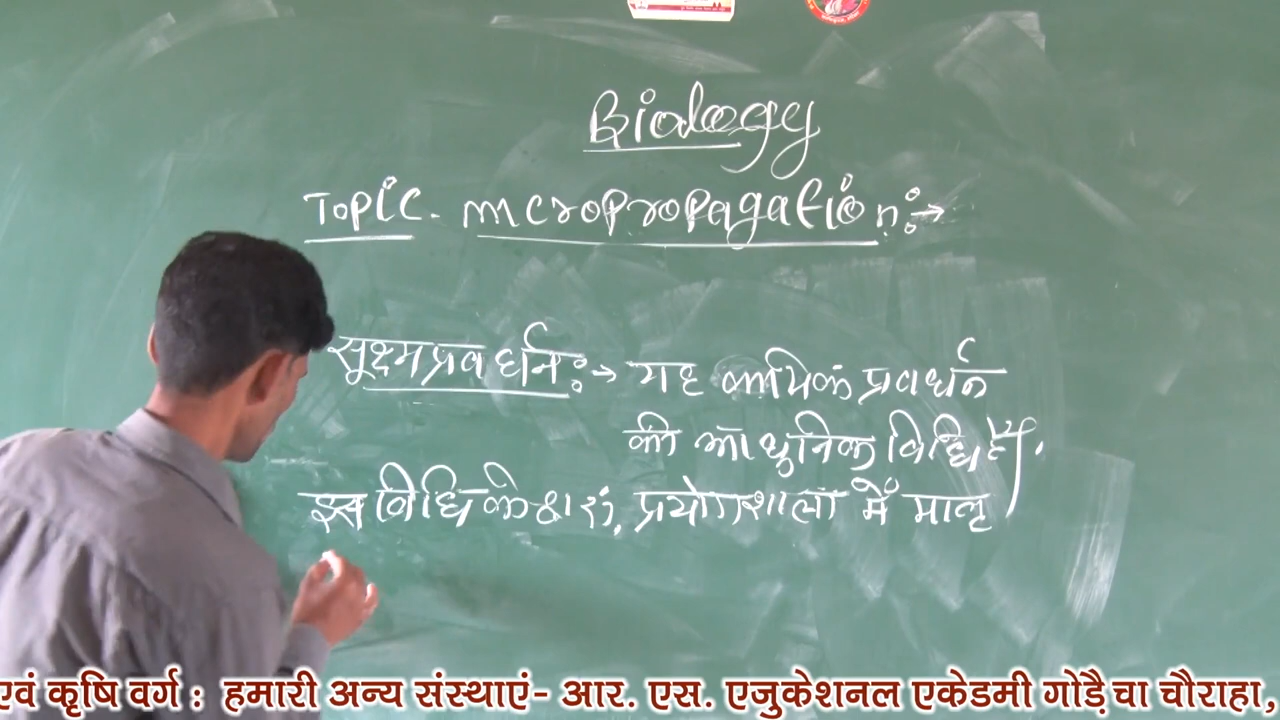 Biology
Topic. mcropropagation:→
सूक्ष्मप्रवर्धन:→ यह कायिक प्रवर्धन
की आधुनिक विधि है.
इस विधि के द्वारा, प्रयोगशाला में मातृ
एवं कृषि वर्ग : हमारी अन्य संस्थाएं- आर. एस. एजुकेशनल एकेडमी गोड़ैचा चौराहा,